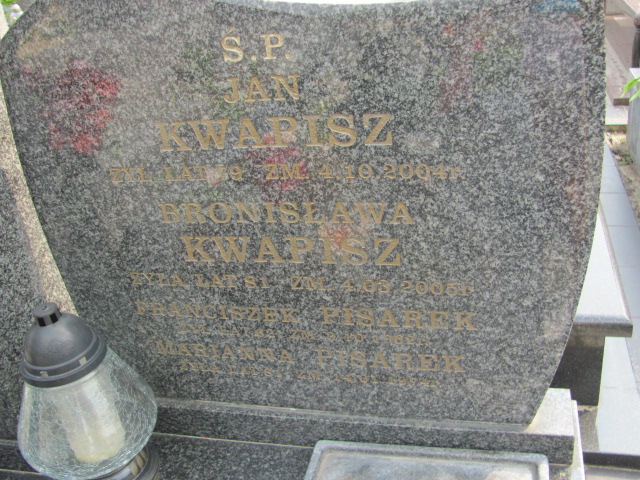 Ś.P.
JAN
KWAPISZ
ŻYŁ LAT 79 ZM. 4.10.2004r.
BRONISŁAWA
KWAPISZ
ŻYŁA LAT 81 ZM. 4.03.2005r.
FRANCISZEK PISAREK
MARIANNA PISAREK